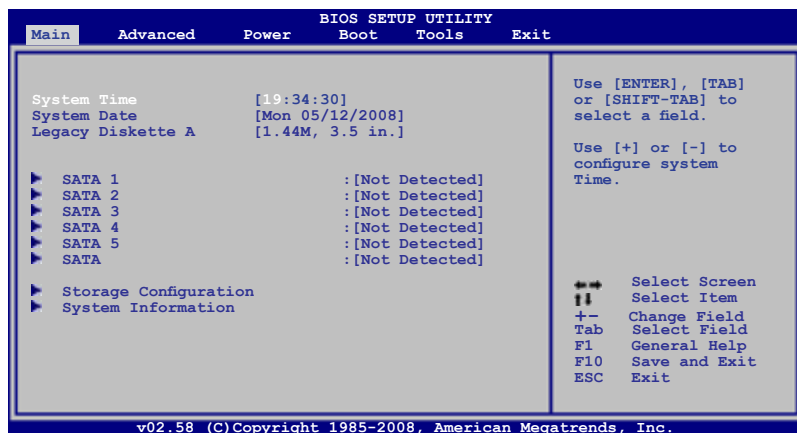 BIOS SETUP UTILITY
Main Advanced Power Boot Tools Exit
System Time [19:34:30]
System Date [Mon 05/12/2008]
Legacy Diskette A [1.44M, 3.5 in.]
SATA 1 :[Not Detected]
SATA 2 :[Not Detected]
SATA 3 :[Not Detected]
SATA 4 :[Not Detected]
SATA 5 :[Not Detected]
SATA :[Not Detected]
Storage Configuration
System Information
Use [ENTER], [TAB]
or [SHIFT-TAB] to
select a field.
Use [+] or [-] to
configure system
Time.
Select Screen
Select Item
+- Change Field
Tab Select Field
F1 General Help
F10 Save and Exit
ESC Exit
v02.58 (C)Copyright 1985-2008, American Megatrends, Inc.